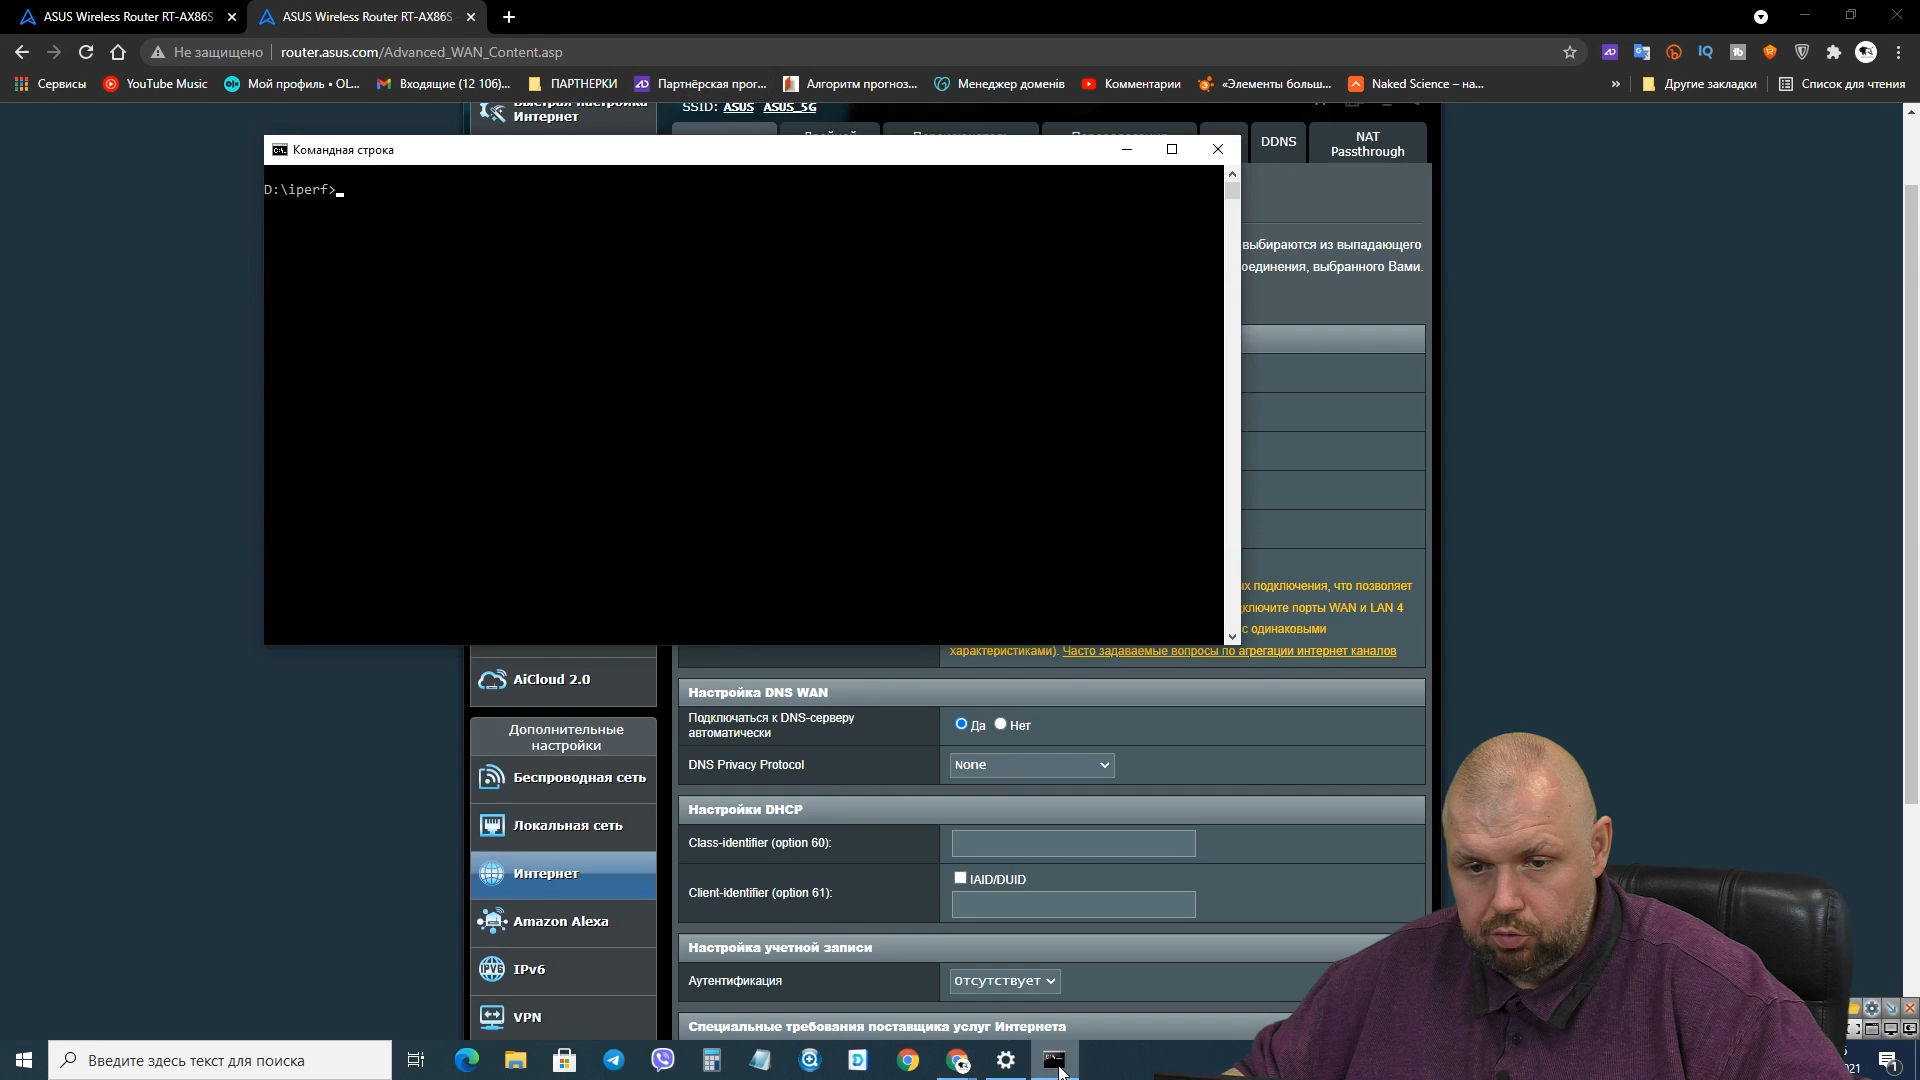 ASUS Wireless Router RT-AX86S
ASUS Wireless Router RT-AX86S
Не защищено
router.asus.com/Advanced_WAN_Content.asp
Сервисы
YouTube Music
Мой профиль • OL...
Входящие (12 106)...
ПАРТНЕРКИ
Партнёрская прог...
Алгоритм прогноз...
Менеджер доменів
Комментарии
«Элементы больш...
Naked Science – на...
»
Другие закладки
Список для чтения
Быстрая настройка
Интернет
SSID: ASUS ASUS_5G
DDNS
NAT
Passthrough
Командная строка
D:\iperf>
выбираются из выпадающего
оединения, выбранного Вами.
их подключения, что позволяет
ключите порты WAN и LAN 4
с одинаковыми
характеристиками). Часто задаваемые вопросы по агрегации интернет каналов
AiCloud 2.0
Дополнительные
настройки
Беспроводная сеть
Локальная сеть
Интернет
Amazon Alexa
IPv6
VPN
Настройка DNS WAN
Подключаться к DNS-серверу
автоматически
Да
Нет
DNS Privacy Protocol
None
Настройки DHCP
Class-identifier (option 60):
IAID/DUID
Client-identifier (option 61):
Настройка учетной записи
Аутентификация
Отсутствует
Специальные требования поставщика услуг Интернета
Введите здесь текст для поиска